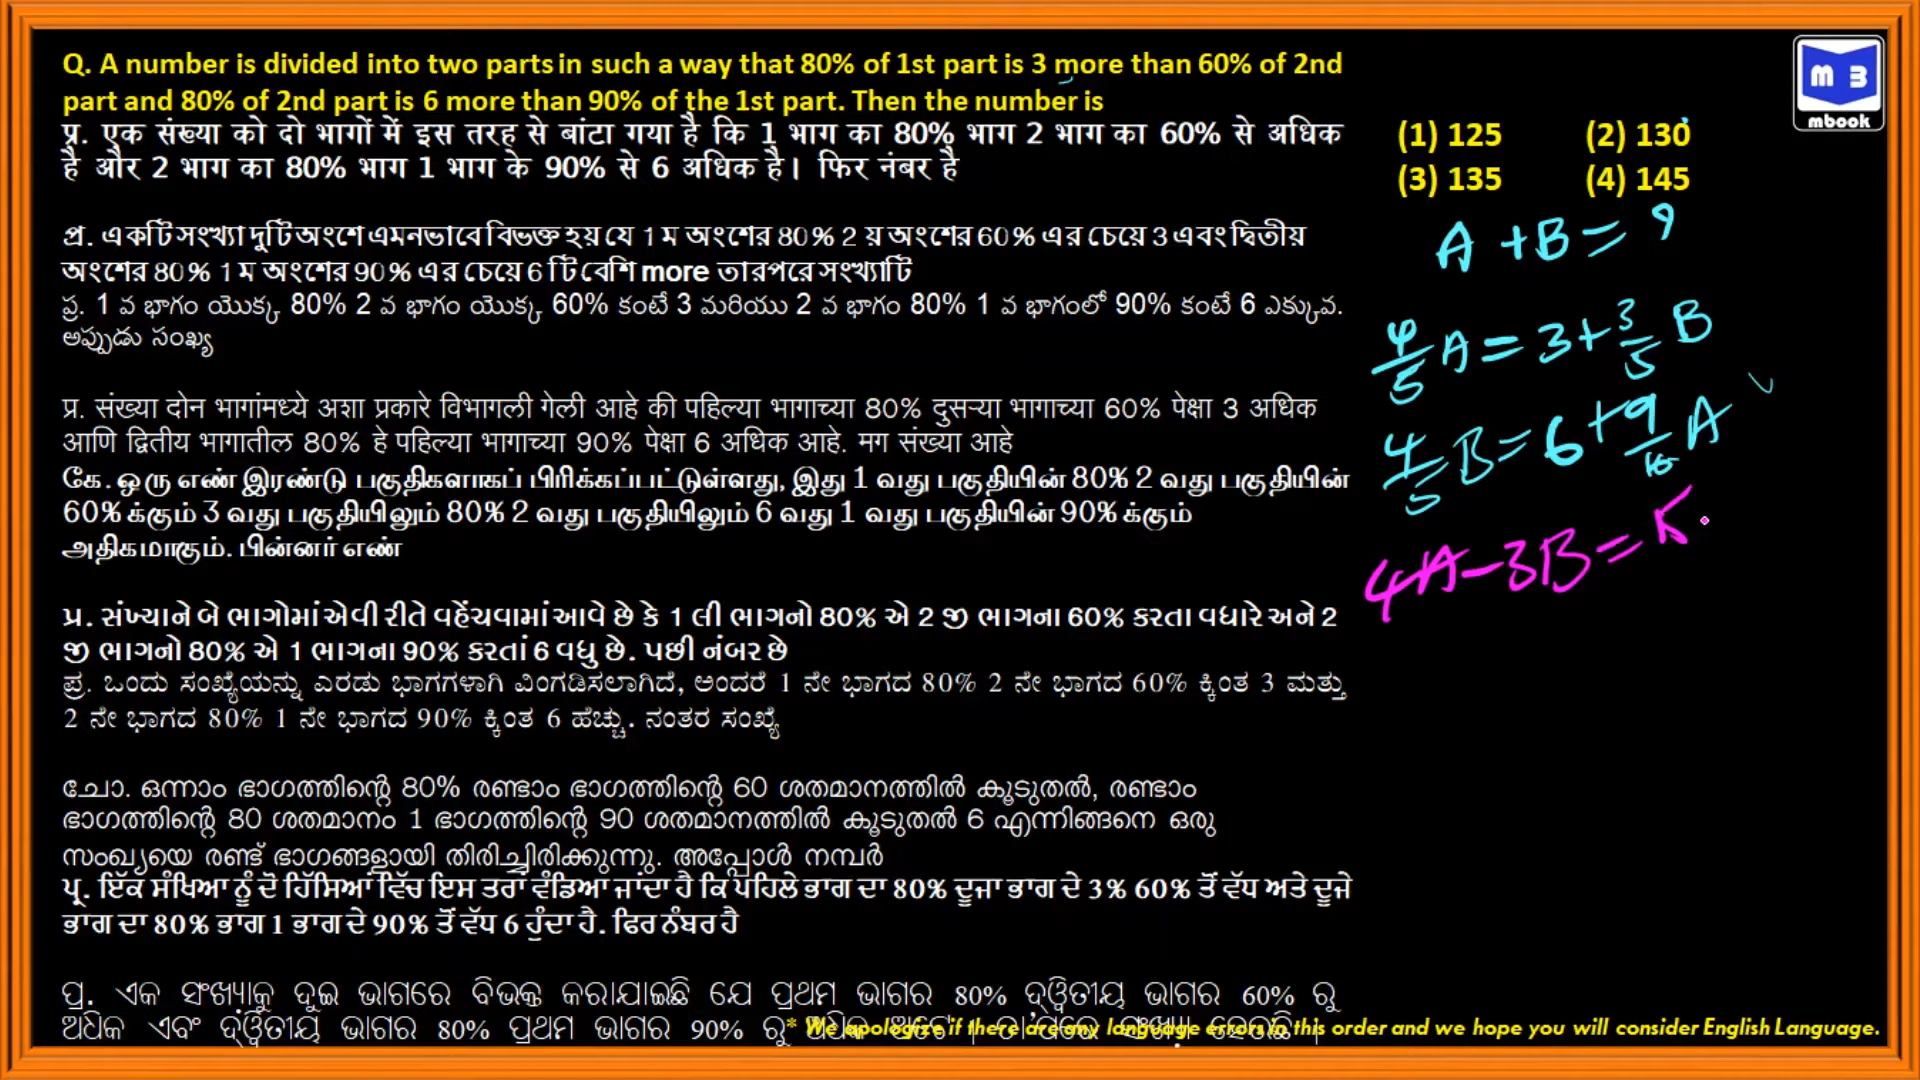 Q. A number is divided into two parts in such a way that 80% of 1st part is 3 more than 60% of 2nd
part and 80% of 2nd part is 6 more than 90% of the 1st part. Then the number is
प्र. एक संख्या को दो भागों में इस तरह से बांटा गया है कि 1 भाग का 80% भाग 2 भाग का 60% से अधिक
है और 2 भाग का 80% भाग 1 भाग के 90% से 6 अधिक है। फिर नंबर है
(1) 125 (2) 130
(3) 135 (4) 145
m 3
mbook
প্র. একটি সংখ্যা দুটি অংশে এমনভাবে বিভক্ত হয় যে 1 ম অংশের 80% 2 য় অংশের 60% এর চেয়ে 3 এবং দ্বিতীয়
অংশের 80% 1 ম অংশের 90% এর চেয়ে 6 টি বেশি more তারপরে সংখ্যাটি
ప్ర. 1 వ భాగం యొక్క 80% 2 వ భాగం యొక్క 60% కంటే 3 మరియు 2 వ భాగం 80% 1 వ భాగంలో 90% కంటే 6 ఎక్కువ.
అప్పుడు సంఖ్య
प्र. संख्या दोन भागांमध्ये अशा प्रकारे विभागली गेली आहे की पहिल्या भागाच्या 80% दुसर्‍या भागाच्या 60% पेक्षा 3 अधिक
आणि द्वितीय भागातील 80% हे पहिल्या भागाच्या 90% पेक्षा 6 अधिक आहे. मग संख्या आहे
கே. ஒரு எண் இரண்டு பகுதிகளாகப் பிரிக்கப்பட்டுள்ளது, இது 1 வது பகுதியின் 80% 2 வது பகுதியின்
60% க்கும் 3 வது பகுதியிலும் 80% 2 வது பகுதியிலும் 6 வது 1 வது பகுதியின் 90% க்கும்
அதிகமாகும். பின்னர் எண்
પ્ર. સંખ્યાને બે ભાગોમાં એવી રીતે વહેંચવામાં આવે છે કે 1 લી ભાગનો 80% એ 2 જી ભાગના 60% કરતા વધારે અને 2
જી ભાગનો 80% એ 1 ભાગના 90% કરતાં 6 વધુ છે. પછી નંબર છે
ಪ್ರ. ಒಂದು ಸಂಖ್ಯೆಯನ್ನು ಎರಡು ಭಾಗಗಳಾಗಿ ವಿಂಗಡಿಸಲಾಗಿದೆ, ಅಂದರೆ 1 ನೇ ಭಾಗದ 80% 2 ನೇ ಭಾಗದ 60% ಕ್ಕಿಂತ 3 ಮತ್ತು
2 ನೇ ಭಾಗದ 80% 1 ನೇ ಭಾಗದ 90% ಕ್ಕಿಂತ 6 ಹೆಚ್ಚು. ನಂತರ ಸಂಖ್ಯೆ
ചോ. ഒന്നാം ഭാഗത്തിന്റെ 80% രണ്ടാം ഭാഗത്തിന്റെ 60 ശതമാനത്തിൽ കൂടുതൽ, രണ്ടാം
ഭാഗത്തിന്റെ 80 ശതമാനം 1 ഭാഗത്തിന്റെ 90 ശതമാനത്തിൽ കൂടുതൽ 6 എന്നിങ്ങനെ ഒരു
സംഖ്യയെ രണ്ട് ഭാഗങ്ങളായി തിരിച്ചിരിക്കുന്നു. അപ്പോൾ നമ്പർ
ਪ੍ਰ. ਇੱਕ ਸੰਖਿਆ ਨੂੰ ਦੋ ਹਿੱਸਿਆਂ ਵਿੱਚ ਇਸ ਤਰਾਂ ਵੰਡਿਆ ਜਾਂਦਾ ਹੈ ਕਿ ਪਹਿਲੇ ਭਾਗ ਦਾ 80% ਦੂਜਾ ਭਾਗ ਦੇ 3% 60% ਤੋਂ ਵੱਧ ਅਤੇ ਦੂਜੇ
ਭਾਗ ਦਾ 80% ਭਾਗ 1 ਭਾਗ ਦੇ 90% ਤੋਂ ਵੱਧ 6 ਹੁੰਦਾ ਹੈ. ਫਿਰ ਨੰਬਰ ਹੈ
ପ୍ର. ଏକ ସଂଖ୍ୟାକୁ ଦୁଇ ଭାଗରେ ବିଭକ୍ତ କରାଯାଇଛି ଯେ ପ୍ରଥମ ଭାଗର 80% ଦ୍ୱିତୀୟ ଭାଗର 60% ରୁ
ଅଧିକ ଏବଂ ଦ୍ୱିତୀୟ ଭାଗର 80% ପ୍ରଥମ ଭାଗର 90% ରୁ
* We apologize if there are any language errors in this order and we hope you will consider English Language.
A + B = ?
4/5 A = 3 + 3/5 B
4/5 B = 6 + 9/10 A
4A - 3B =